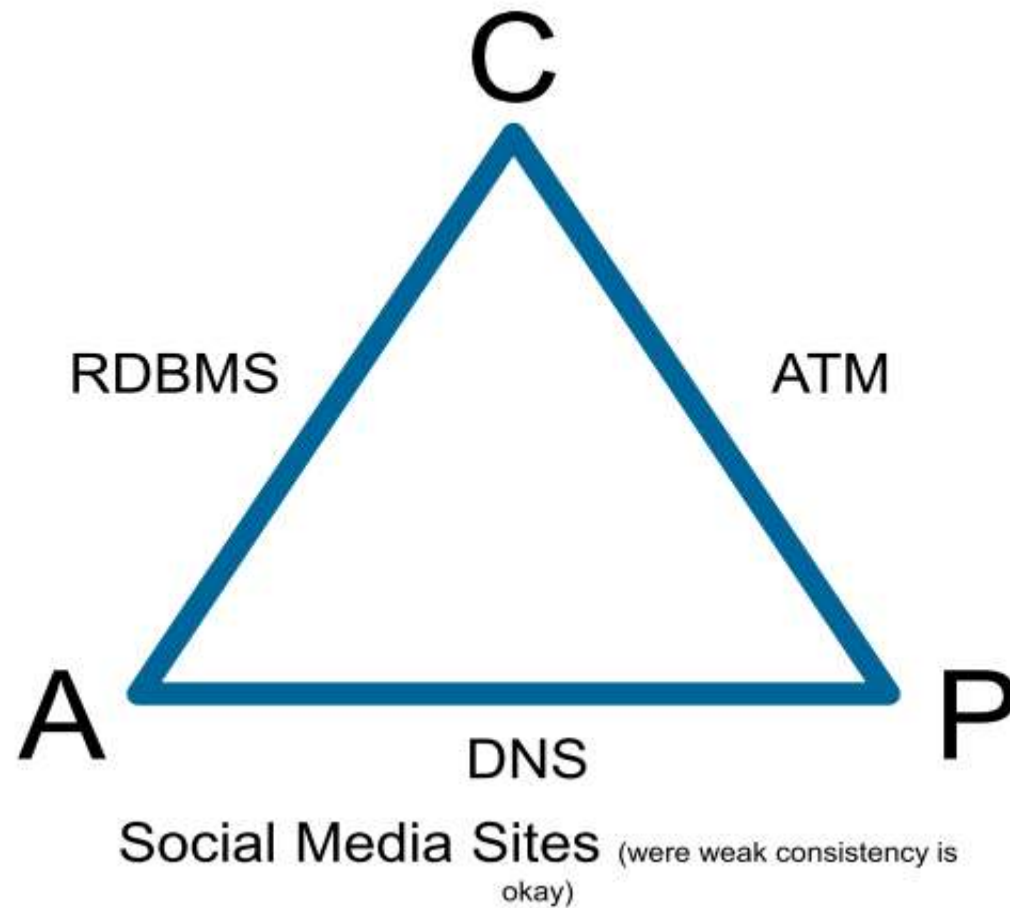 C
RDBMS
ATM
A
P
DNS
Social Media Sites (were weak consistency is
okay)